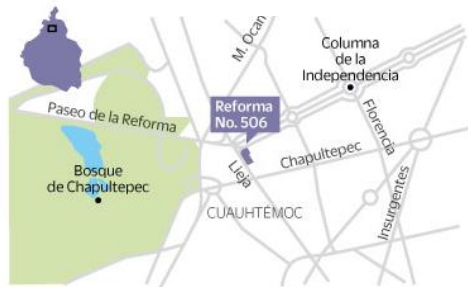 M. Ocan
Columna
de la
Independencia
Paseo de la Reforma
Reforma
No. 506
Florencia
Chapultepec
Lieja
Bosque
de Chapultepec
CUAUHTÉMOC
Insurgentes